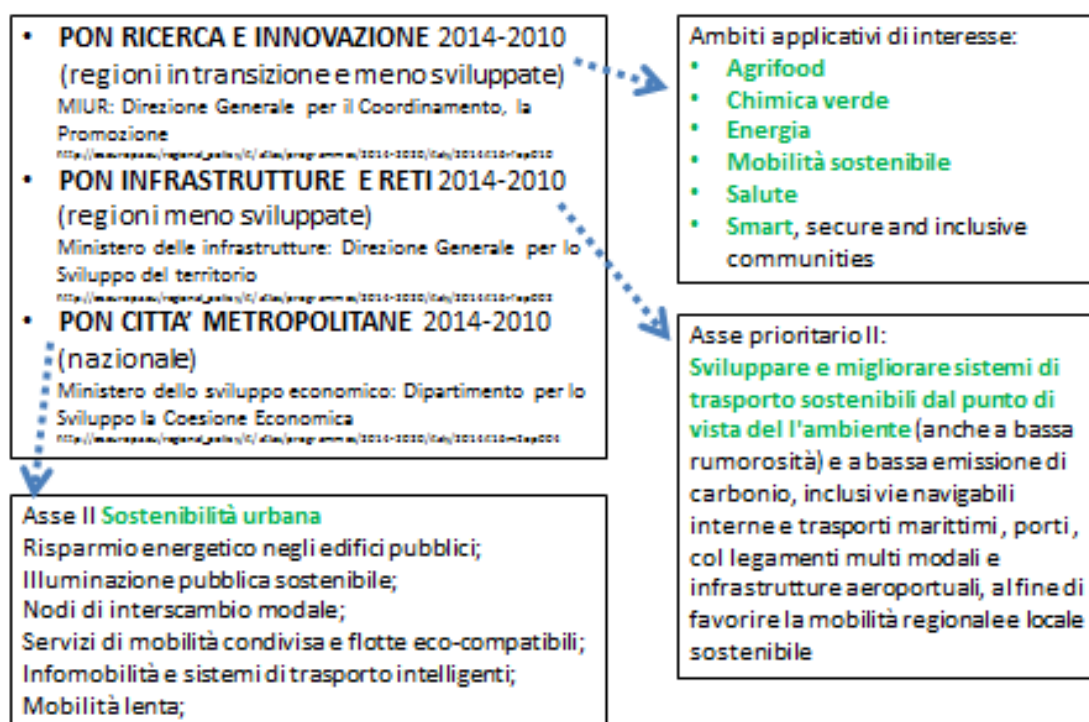 • PON RICERCA E INNOVAZIONE 2014-2010
(regioni in transizione e meno sviluppate)
MIUR: Direzione Generale per il Coordinamento, la
Promozione
• PON INFRASTRUTTURE E RETI 2014-2010
(regioni meno sviluppate)
Ministero delle infrastrutture: Direzione Generale per lo
Sviluppo del territorio
• PON CITTA’ METROPOLITANE 2014-2010
(nazionale)
Ministero dello sviluppo economico: Dipartimento per lo
Sviluppo la Coesione Economica
Ambiti applicativi di interesse:
• Agrifood
• Chimica verde
• Energia
• Mobilità sostenibile
• Salute
• Smart, secure and inclusive
communities
Asse prioritario II:
Sviluppare e migliorare sistemi di
trasporto sostenibili dal punto di
vista del l'ambiente (anche a bassa
rumorosità) e a bassa emissione di
carbonio, inclusi vie navigabili
interne e trasporti marittimi, porti,
col legamenti multi modali e
infrastrutture aeroportuali, al fine di
favorire la mobilità regionale e locale
sostenibile
Asse II Sostenibilità urbana
Risparmio energetico negli edifici pubblici;
Illuminazione pubblica sostenibile;
Nodi di interscambio modale;
Servizi di mobilità condivisa e flotte eco-compatibili;
Infomobilità e sistemi di trasporto intelligenti;
Mobilità lenta;